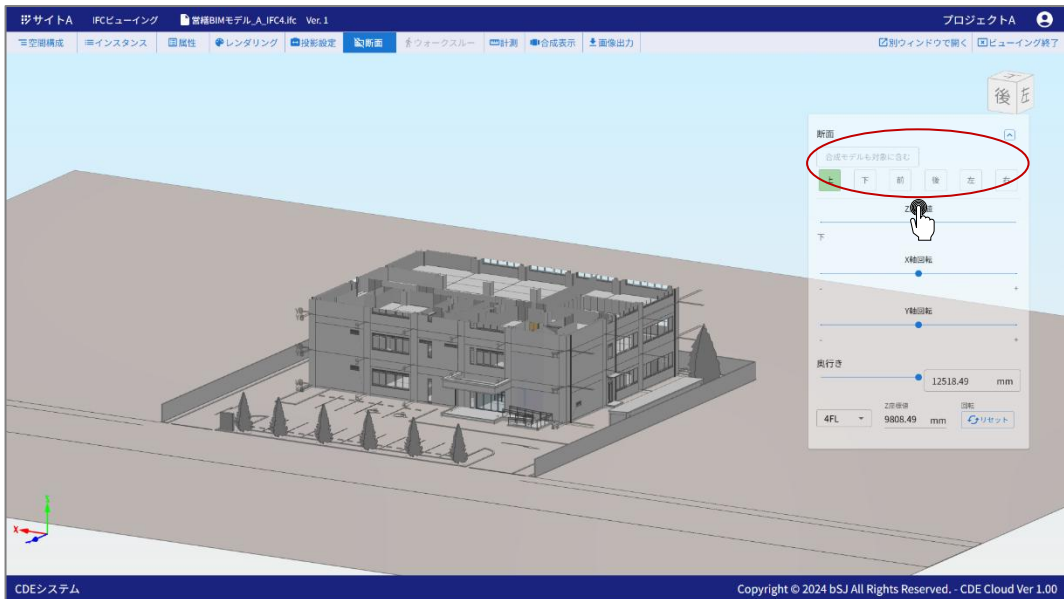 サイトA IFCビューイング 営繕BIMモデル_A_IFC4.ifc Ver. 1 プロジェクトA
空間構成 インスタンス 属性 レンダリング 投影設定 断面 ウォークスルー 計測 合成表示 画像出力 別ウィンドウで開く ビューイング終了
後 左
断面
合成モデルも対象に含む
上 下 前 後 左 右
下
X軸回転
- +
Y軸回転
- +
奥行き
12518.49 mm
Z座標値 回転
4FL 9808.49 mm リセット
Y
X
CDEシステム Copyright © 2024 bSJ All Rights Reserved. - CDE Cloud Ver 1.00